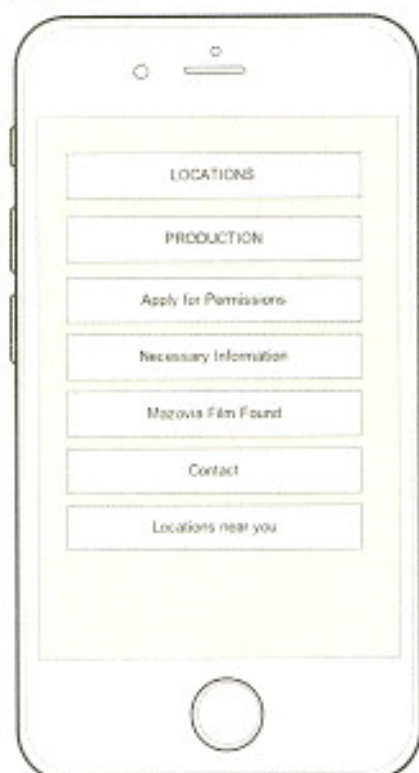 LOCATIONS
PRODUCTION
Apply for Permissions
Necessary Information
Mazovia Film Found
Contact
Locations near you